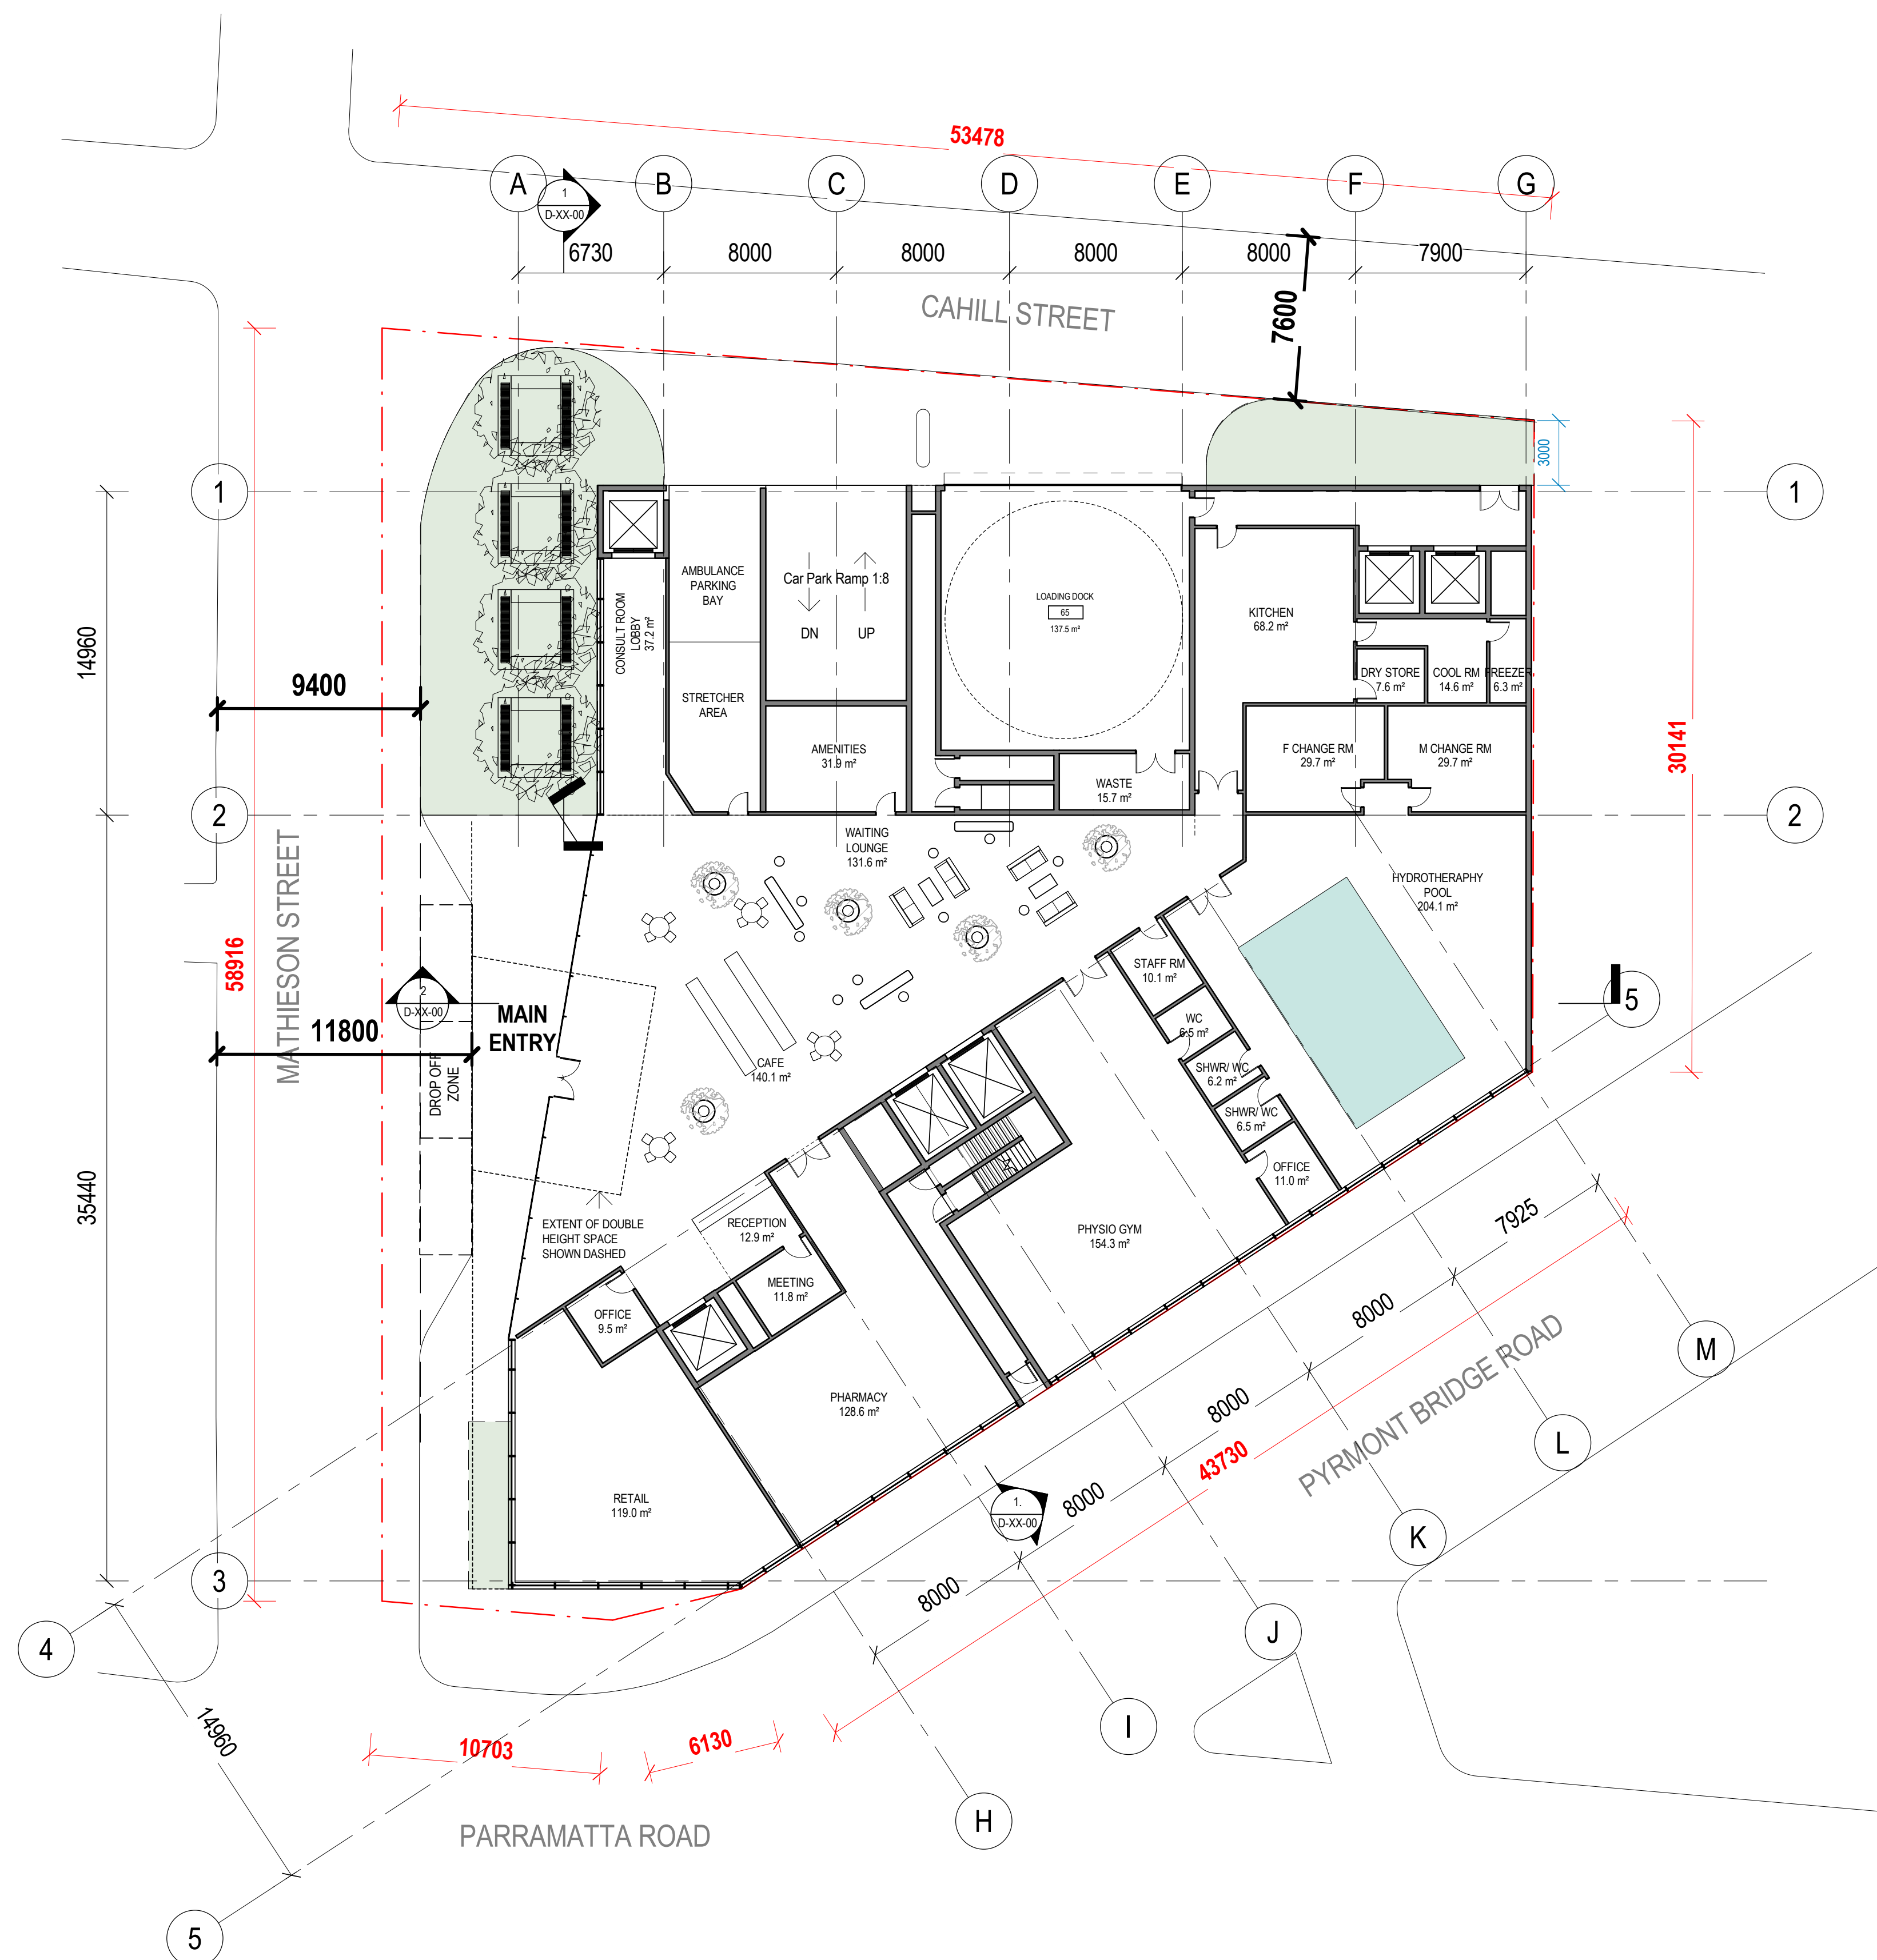 53478
A
B
C
D
E
F
G
1
D-XX-00
6730
8000
8000
8000
8000
7900
CAHILL STREET
7600
3000
1
1
14960
AMBULANCE
PARKING
BAY
Car Park Ramp 1:8
DN
UP
LOADING DOCK
65
137.5 m²
KITCHEN
68.2 m²
CONSULT ROOM
LOBBY
37.2 m²
STRETCHER
AREA
DRY STORE
7.6 m²
COOL RM
14.6 m²
FREEZER
6.3 m²
9400
AMENITIES
31.9 m²
F CHANGE RM
29.7 m²
M CHANGE RM
29.7 m²
30141
WASTE
15.7 m²
2
2
WAITING
LOUNGE
131.6 m²
MATHIESON STREET
58916
HYDROTHERAPHY
POOL
204.1 m²
STAFF RM
10.1 m²
2
D-XX-00
MAIN
ENTRY
11800
WC
6.5 m²
5
DROP OFF
ZONE
CAFE
140.1 m²
SHWR/ WC
6.2 m²
SHWR/ WC
6.5 m²
OFFICE
11.0 m²
35440
EXTENT OF DOUBLE
HEIGHT SPACE
SHOWN DASHED
RECEPTION
12.9 m²
PHYSIO GYM
154.3 m²
7925
MEETING
11.8 m²
OFFICE
9.5 m²
8000
M
PHARMACY
128.6 m²
8000
PYRMONT BRIDGE ROAD
L
43730
RETAIL
119.0 m²
8000
1.
D-XX-00
K
3
8000
4
J
14960
10703
6130
I
H
PARRAMATTA ROAD
5